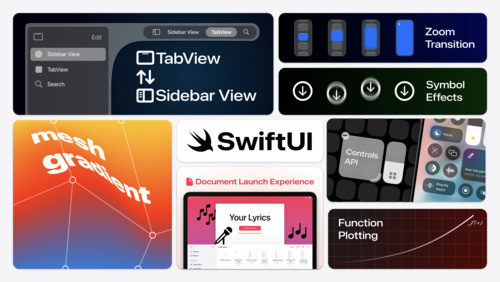 Edit
Sidebar View
TabView
Search
Sidebar View
TabView
TabView
Sidebar View
Zoom
Transition
Symbol
Effects
mesh
gradient
SwiftUI
Document Launch Experience
Your Lyrics
Controls
API
Function
Plotting
f(x)